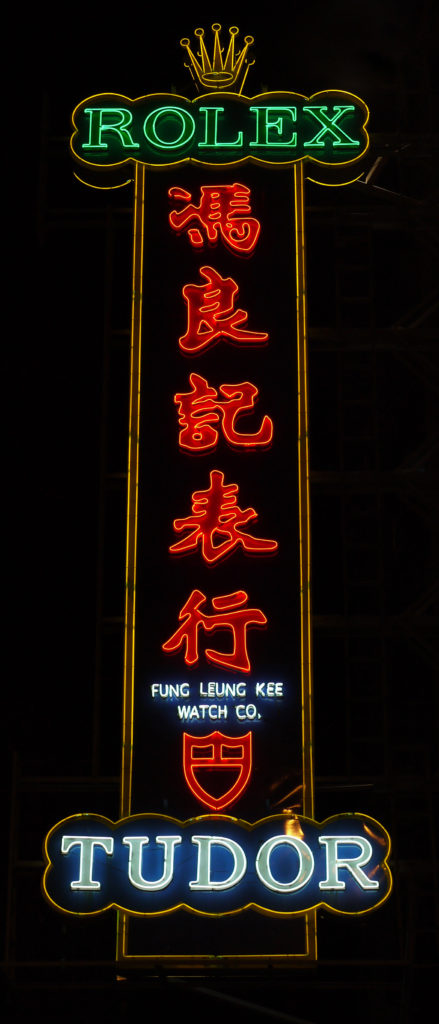 ROLEX
馮良記表行
FUNG LEUNG KEE
WATCH CO.
TUDOR